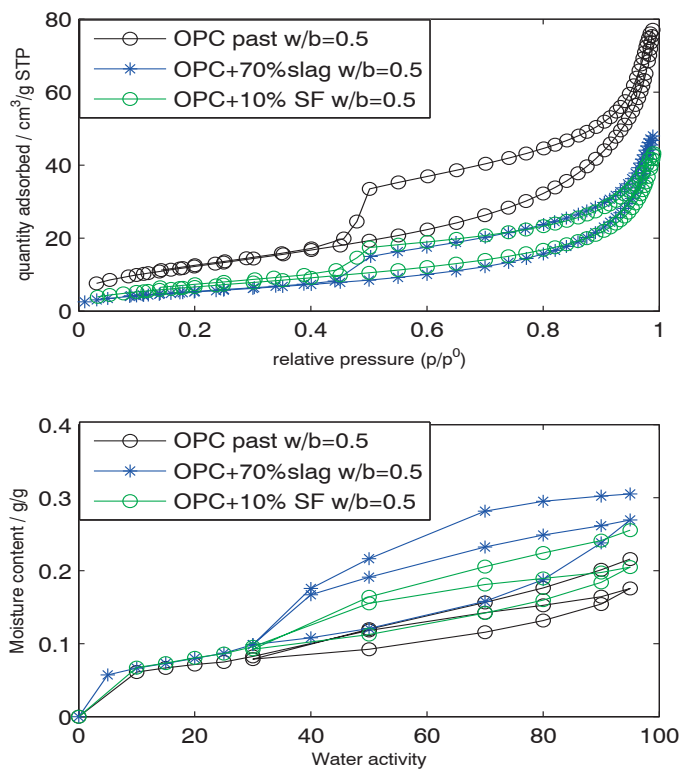 80
60
40
20
0
quantity adsorbed / cm³/g STP
OPC past w/b=0.5
OPC+70%slag w/b=0.5
OPC+10% SF w/b=0.5
0 0.2 0.4 0.6 0.8 1
relative pressure (p/p⁰)
0.4
0.3
0.2
0.1
0
Moisture content / g/g
OPC past w/b=0.5
OPC+70%slag w/b=0.5
OPC+10% SF w/b=0.5
0 20 40 60 80 100
Water activity